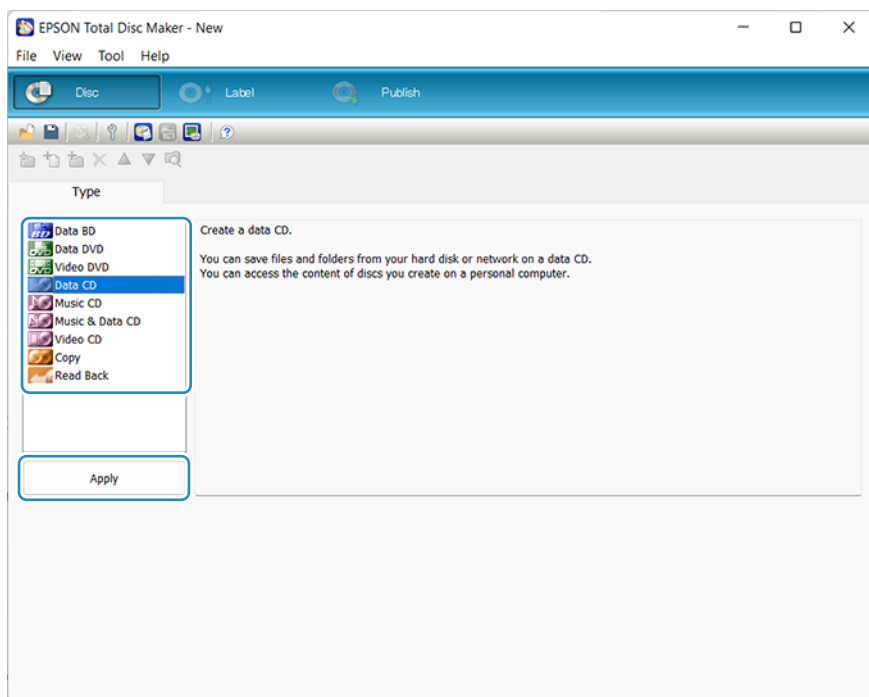 EPSON Total Disc Maker - New
File View Tool Help
Disc Label Publish
Type
Data BD
Data DVD
Video DVD
Data CD
Music CD
Music & Data CD
Video CD
Copy
Read Back
Apply
Create a data CD.
You can save files and folders from your hard disk or network on a data CD.
You can access the content of discs you create on a personal computer.